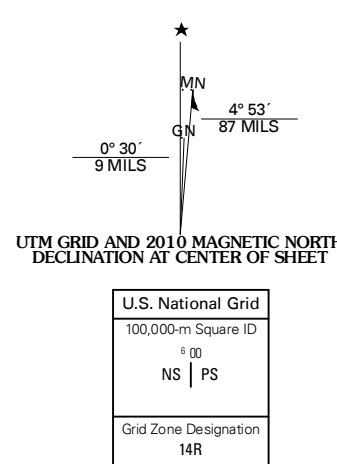 MN
4° 53´
87 MILS
GN
0° 30´
9 MILS
UTM GRID AND 2010 MAGNETIC NORTH
DECLINATION AT CENTER OF SHEET
U.S. National Grid
100,000-m Square ID
6 00
NS PS
Grid Zone Designation
14R